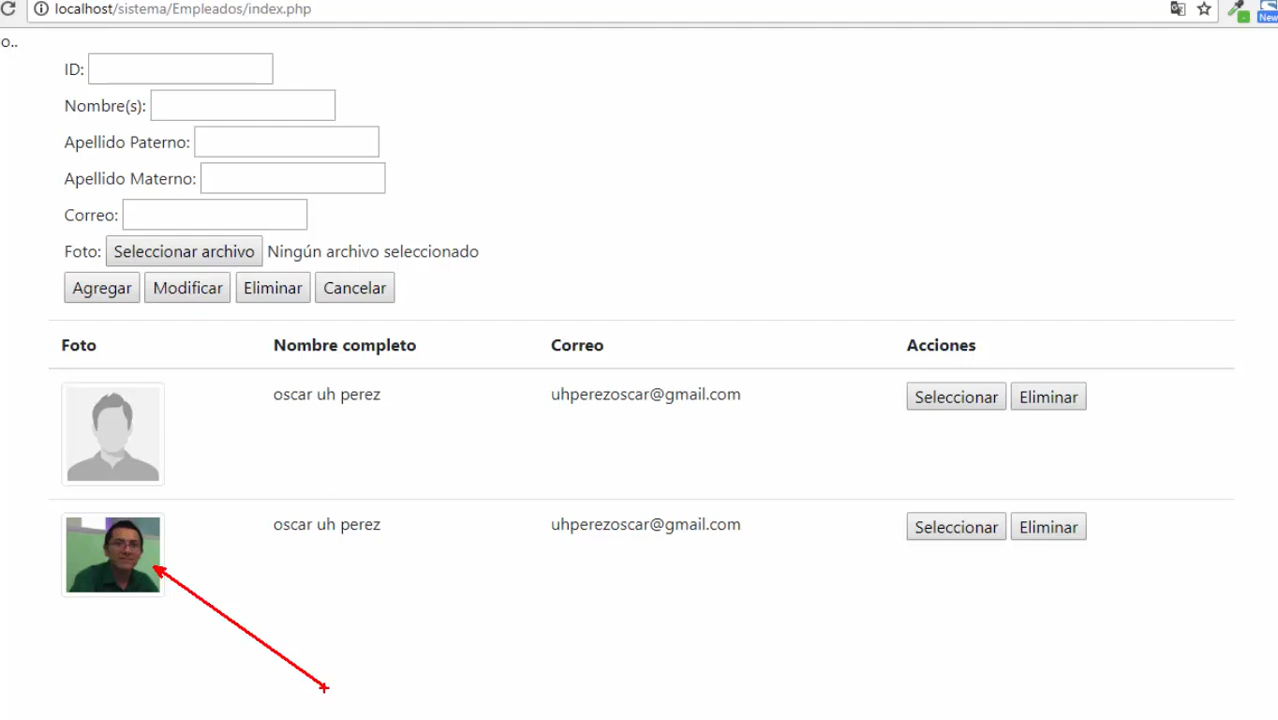 localhost/sistema/Empleados/index.php
New
o..
ID:
Nombre(s):
Apellido Paterno:
Apellido Materno:
Correo:
Foto: Seleccionar archivo Ningún archivo seleccionado
Agregar Modificar Eliminar Cancelar
Foto Nombre completo Correo Acciones
oscar uh perez uhperezoscar@gmail.com Seleccionar Eliminar
oscar uh perez uhperezoscar@gmail.com Seleccionar Eliminar